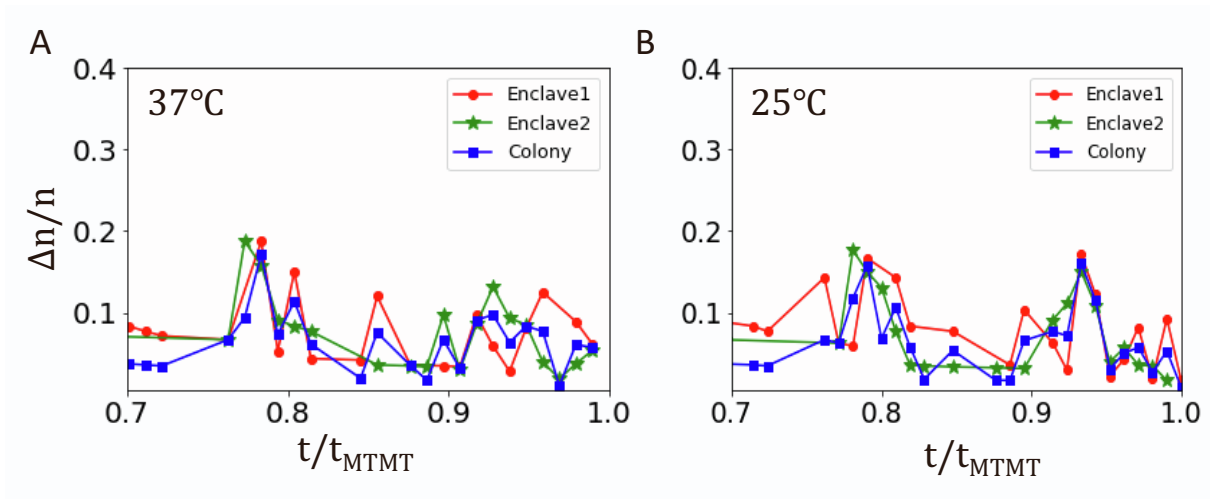 A
B
37℃
25℃
Enclave1
Enclave2
Colony
Enclave1
Enclave2
Colony
0.4
0.3
0.2
0.1
0.4
0.3
0.2
0.1
Δn/n
0.7 0.8 0.9 1.0
0.7 0.8 0.9 1.0
t/tMTMT
t/tMTMT